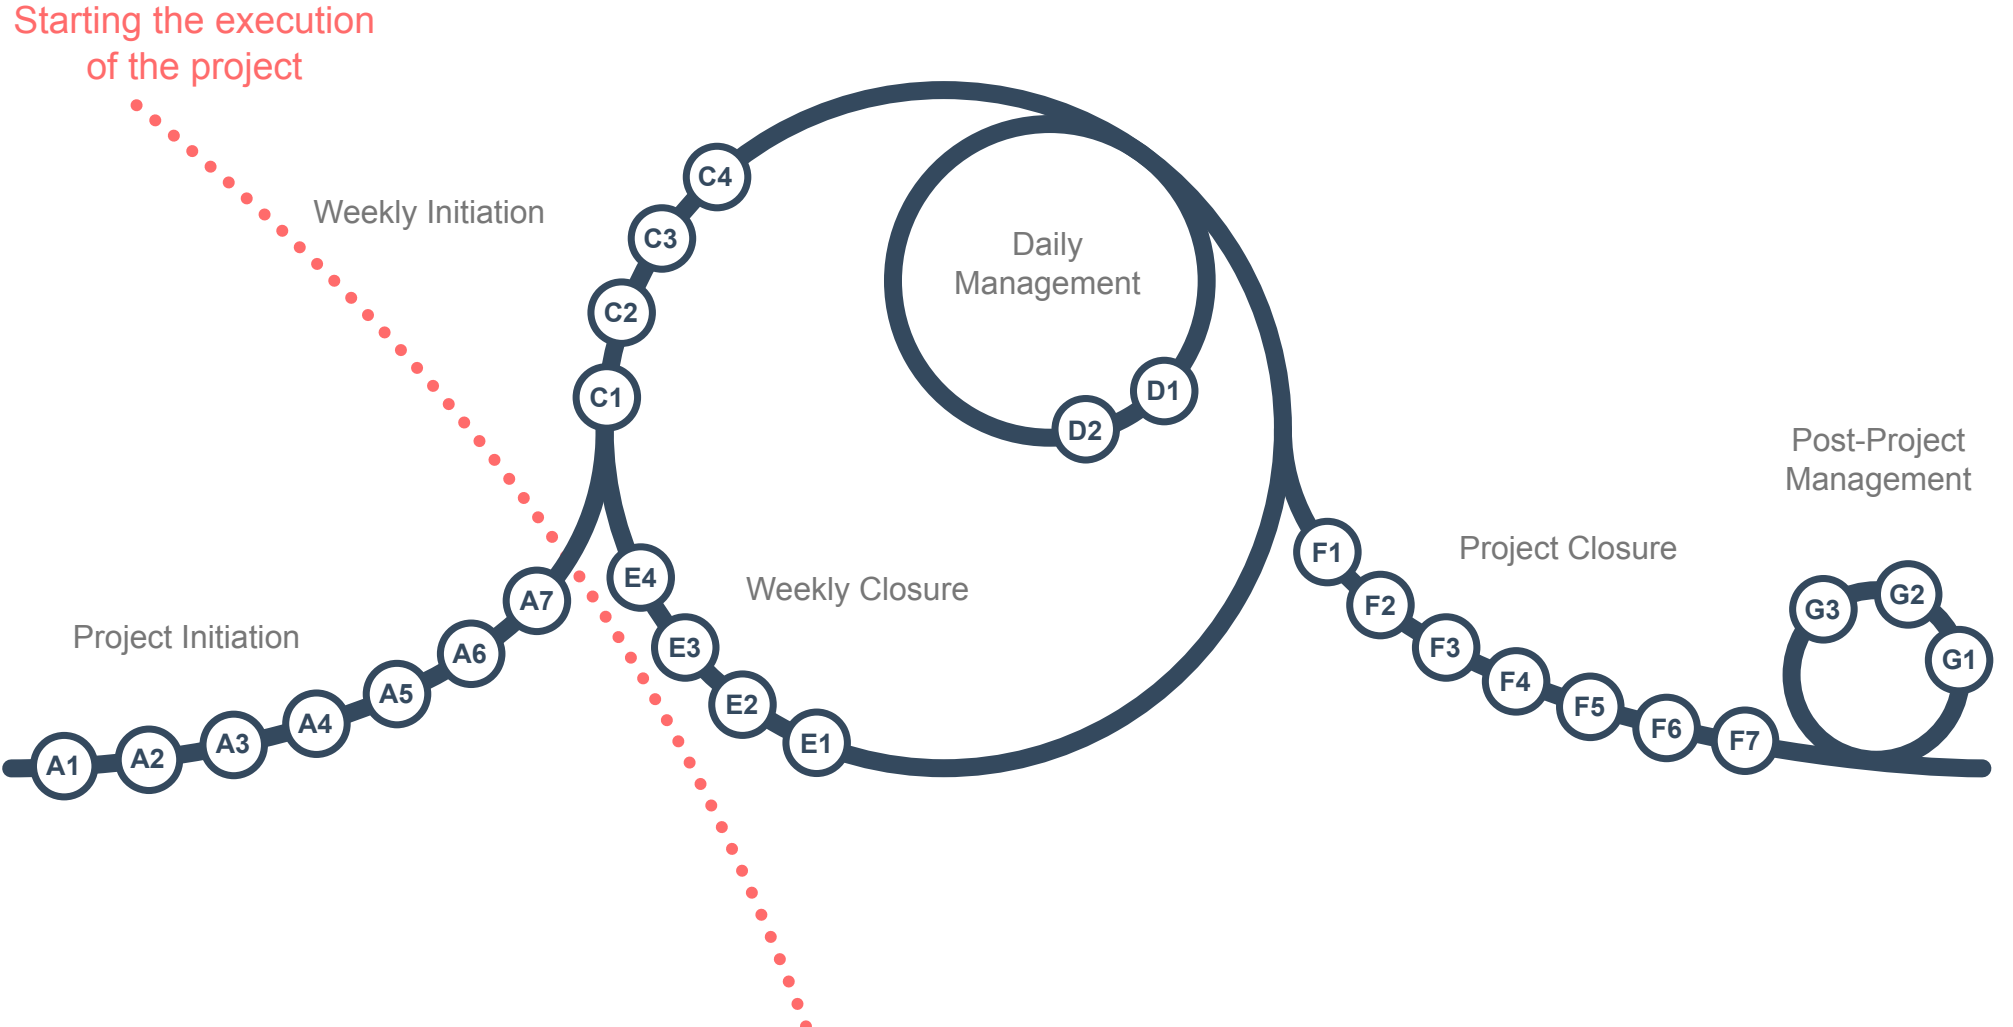 Starting the execution
of the project
Weekly Initiation
C4
C3
C2
C1
Daily
Management
D1
D2
Post-Project
Management
Project Closure
F1
F2
F3
F4
F5
F6
F7
G3
G2
G1
Weekly Closure
E4
E3
E2
E1
Project Initiation
A1
A2
A3
A4
A5
A6
A7